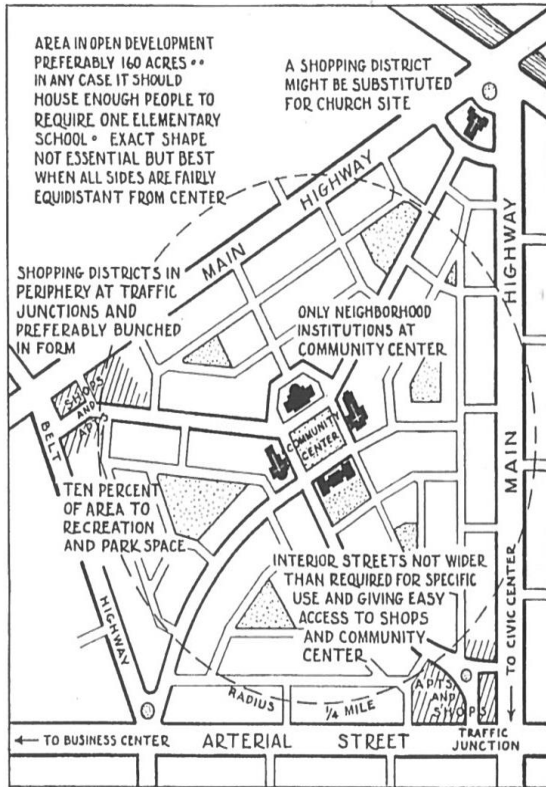 AREA IN OPEN DEVELOPMENT
PREFERABLY 160 ACRES ••
IN ANY CASE IT SHOULD
HOUSE ENOUGH PEOPLE TO
REQUIRE ONE ELEMENTARY
SCHOOL • EXACT SHAPE
NOT ESSENTIAL BUT BEST
WHEN ALL SIDES ARE FAIRLY
EQUIDISTANT FROM CENTER
A SHOPPING DISTRICT
MIGHT BE SUBSTITUTED
FOR CHURCH SITE
MAIN HIGHWAY
HIGHWAY
MAIN
SHOPPING DISTRICTS IN
PERIPHERY AT TRAFFIC
JUNCTIONS AND
PREFERABLY BUNCHED
IN FORM
ONLY NEIGHBORHOOD
INSTITUTIONS AT
COMMUNITY CENTER
SHOPS
AND
APTS
BELT
HIGHWAY
COMMUNITY
CENTER
TEN PERCENT
OF AREA TO
RECREATION
AND PARK SPACE
INTERIOR STREETS NOT WIDER
THAN REQUIRED FOR SPECIFIC
USE AND GIVING EASY
ACCESS TO SHOPS
AND COMMUNITY
CENTER
TO CIVIC CENTER
RADIUS 1/4 MILE
APTS
AND
SHOPS
TRAFFIC
JUNCTION
← TO BUSINESS CENTER ARTERIAL STREET